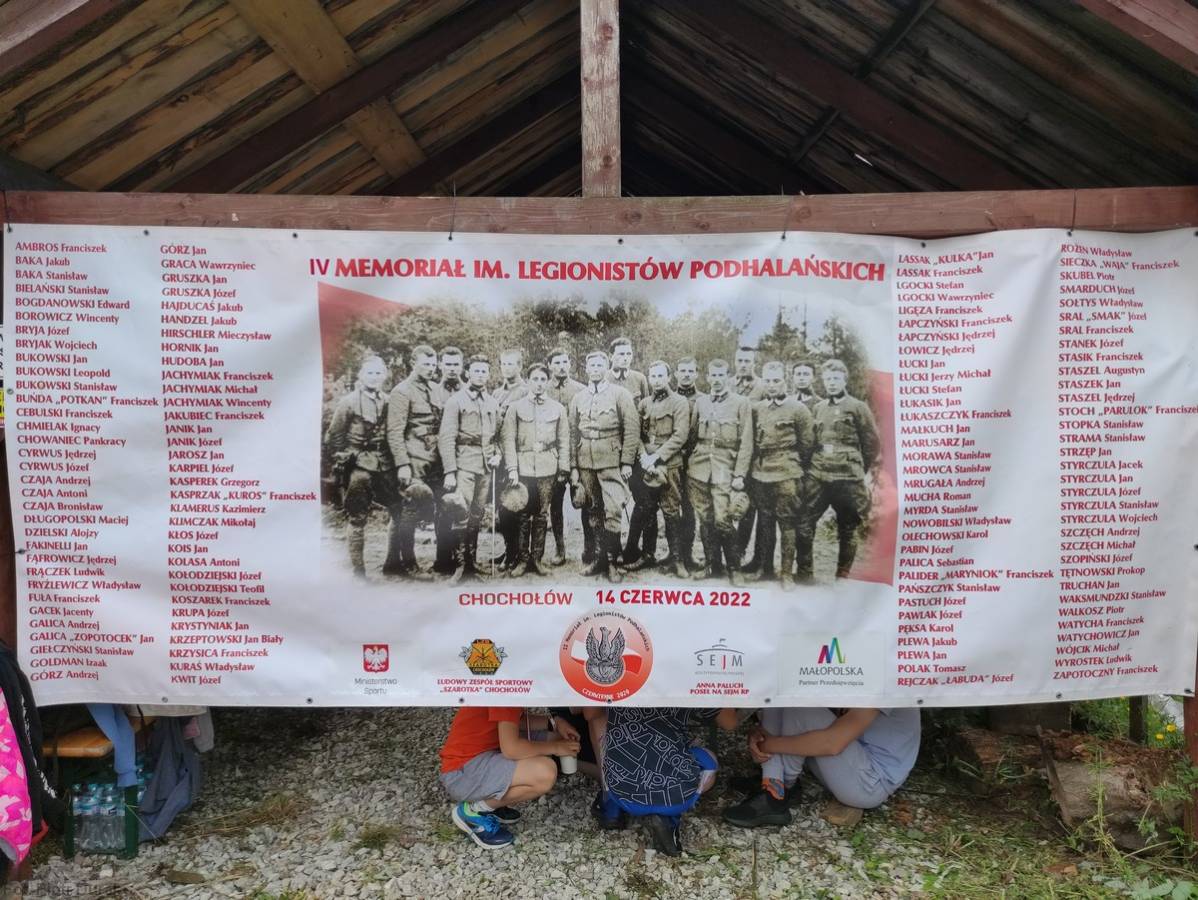 AMBROS Franciszek
BAKA Jakub
BAKA Stanisław
BIELAŃSKI Stanisław
BOGDANOWSKI Edward
BOROWICZ Wincenty
BRYJA Józef
BRYJAK Wojciech
BUKOWSKI Jan
BUKOWSKI Leopold
BUKOWSKI Stanisław
BUŃDA „POTKAN" Franciszek
CEBULSKI Franciszek
CHMIELAK Ignacy
CHOWANIEC Pankracy
CYRWUS Jędrzej
CYRWUS Józef
CZAJA Andrzej
CZAJA Antoni
CZAJA Bronisław
DŁUGOPOLSKI Maciej
DZIELSKI Alojzy
FAKINELLI Jan
FĄFROWICZ Jędrzej
FRĄCZEK Ludwik
FRYŹLEWICZ Władysław
FUŁA Franciszek
GACEK Jacenty
GALICA Andrzej
GALICA „ZOPOTOCEK" Jan
GIEŁCZYŃSKI Stanisław
GOLDMAN Izaak
GÓRZ Andrzej
GÓRZ Jan
GRACA Wawrzyniec
GRUSZKA Jan
GRUSZKA Józef
HAJDUCAŚ Jakub
HANDZEL Jakub
HIRSCHLER Mieczysław
HORNIK Jan
HUDOBA Jan
JACHYMIAK Franciszek
JACHYMIAK Michał
JACHYMIAK Wincenty
JAKUBIEC Franciszek
JANIK Jan
JANIK Józef
JAROSZ Jan
KARPIEL Józef
KASPEREK Grzegorz
KASPRZAK „KUROS" Franciszek
KLAMERUS Kazimierz
KLIMCZAK Mikołaj
KŁOŚ Józef
KOIS Jan
KOLASA Antoni
KOŁODZIEJSKI Józef
KOŁODZIEJSKI Teofil
KOSZAREK Franciszek
KRUPA Józef
KRYSTYNIAK Jan
KRZEPTOWSKI Jan Biały
KRZYSICA Franciszek
KURAŚ Władysław
KWIT Józef
IV MEMORIAŁ IM. LEGIONISTÓW PODHALAŃSKICH
CHOCHOŁÓW 14 CZERWCA 2022
Ministerstwo
Sportu
LUDOWY ZESPÓŁ SPORTOWY
„SZAROTKA" CHOCHOŁÓW
II Memoriał im. Legionistów Podhalańskich
CZERWIENNE 2020
SEJM
ANNA PALUCH
POSEŁ NA SEJM RP
MAŁOPOLSKA
Partner Przedsięwzięcia
LASSAK „KULKA" Jan
LASSAK Franciszek
LGOCKI Stefan
LGOCKI Wawrzyniec
LIGĘZA Franciszek
ŁAPCZYŃSKI Franciszek
ŁAPCZYŃSKI Jędrzej
ŁOWICZ Jędrzej
ŁUCKI Jan
ŁUCKI Jerzy Michał
ŁUCKI Stefan
ŁUKASIK Jan
ŁUKASZCZYK Franciszek
MAŁKUCH Jan
MARUSARZ Jan
MORAWA Stanisław
MROWCA Stanisław
MRUGAŁA Andrzej
MUCHA Roman
MYRDA Stanisław
NOWOBILSKI Władysław
OLECHOWSKI Karol
PABIN Józef
PALICA Sebastian
PALIDER „MARYNIOK" Franciszek
PAŃSZCZYK Stanisław
PASTUCH Józef
PAWLAK Józef
PĘKSA Karol
PLEWA Jakub
PLEWA Jan
POLAK Tomasz
REJCZAK „ŁABUDA" Józef
ROZEN Władysław
SIECZKA „WAJA" Franciszek
SKUBEL Piotr
SMARDUCH Józef
SOŁTYS Władysław
SRAL „SMAK" Józef
SRAL Franciszek
STANEK Józef
STASIK Franciszek
STASZEL Augustyn
STASZEK Jan
STASZEL Jędrzej
STOCH „PARULOK" Franciszek
STOPKA Stanisław
STRAMA Stanisław
STRZĘP Jan
STYRCZULA Jacek
STYRCZULA Jan
STYRCZULA Józef
STYRCZULA Stanisław
STYRCZULA Wojciech
SZCZĘCH Andrzej
SZCZĘCH Michał
SZOPIŃSKI Józef
TĘTNOWSKI Prokop
TRUCHAN Jan
WAKSMUNDZKI Stanisław
WALKOSZ Piotr
WATYCHA Franciszek
WATYCHOWICZ Jan
WÓJCIK Michał
WYROSTEK Ludwik
ZAPOTOCZNY Franciszek